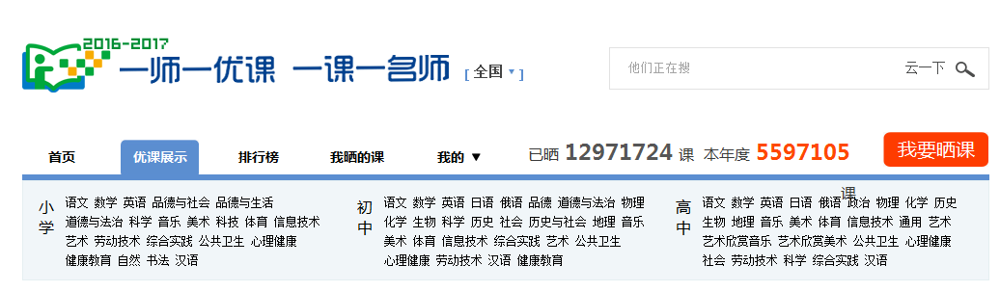 2016-2017
一师一优课 一课一名师
[ 全国 ▼ ]
他们正在搜
云一下
首页
优课展示
排行榜
我晒的课
我的 ▼
已晒 12971724 课 本年度 5597105 课
我要晒课
小学
语文 数学 英语 品德与社会 品德与生活
道德与法治 科学 音乐 美术 科技 体育 信息技术
艺术 劳动技术 综合实践 公共卫生 心理健康
健康教育 自然 书法 汉语
初中
语文 数学 英语 日语 俄语 品德 道德与法治 物理
化学 生物 科学 历史 社会 历史与社会 地理 音乐
美术 体育 信息技术 综合实践 艺术 公共卫生
心理健康 劳动技术 汉语 健康教育
高中
语文 数学 英语 日语 俄语 政治 物理 化学 历史
生物 地理 音乐 美术 体育 信息技术 通用 艺术
艺术欣赏音乐 艺术欣赏美术 公共卫生 心理健康
社会 劳动技术 科学 综合实践 汉语